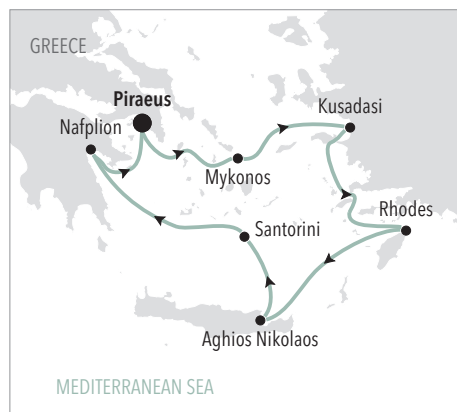 GREECE
Piraeus
Nafplion
Kusadasi
Mykonos
Rhodes
Santorini
Aghios Nikolaos
MEDITERRANEAN SEA